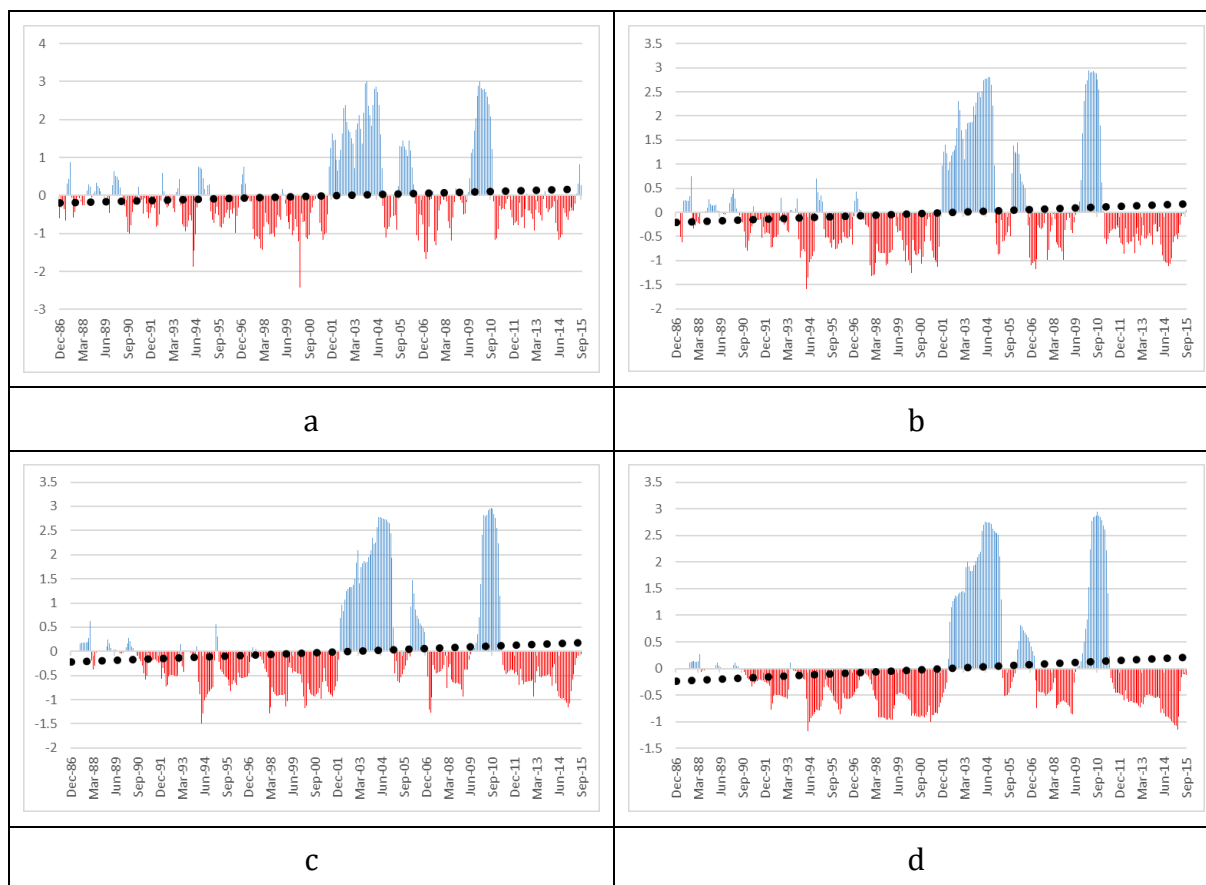 4
3
2
1
0
-1
-2
-3
Dec-86
Mar-88
Jun-89
Sep-90
Dec-91
Mar-93
Jun-94
Sep-95
Dec-96
Mar-98
Jun-99
Sep-00
Dec-01
Mar-03
Jun-04
Sep-05
Dec-06
Mar-08
Jun-09
Sep-10
Dec-11
Mar-13
Jun-14
Sep-15
3.5
3
2.5
2
1.5
1
0.5
0
-0.5
-1
-1.5
-2
Dec-86
Mar-88
Jun-89
Sep-90
Dec-91
Mar-93
Jun-94
Sep-95
Dec-96
Mar-98
Jun-99
Sep-00
Dec-01
Mar-03
Jun-04
Sep-05
Dec-06
Mar-08
Jun-09
Sep-10
Dec-11
Mar-13
Jun-14
Sep-15
a
b
3.5
3
2.5
2
1.5
1
0.5
0
-0.5
-1
-1.5
-2
Dec-86
Mar-88
Jun-89
Sep-90
Dec-91
Mar-93
Jun-94
Sep-95
Dec-96
Mar-98
Jun-99
Sep-00
Dec-01
Mar-03
Jun-04
Sep-05
Dec-06
Mar-08
Jun-09
Sep-10
Dec-11
Mar-13
Jun-14
Sep-15
3.5
3
2.5
2
1.5
1
0.5
0
-0.5
-1
-1.5
Dec-86
Mar-88
Jun-89
Sep-90
Dec-91
Mar-93
Jun-94
Sep-95
Dec-96
Mar-98
Jun-99
Sep-00
Dec-01
Mar-03
Jun-04
Sep-05
Dec-06
Mar-08
Jun-09
Sep-10
Dec-11
Mar-13
Jun-14
Sep-15
c
d